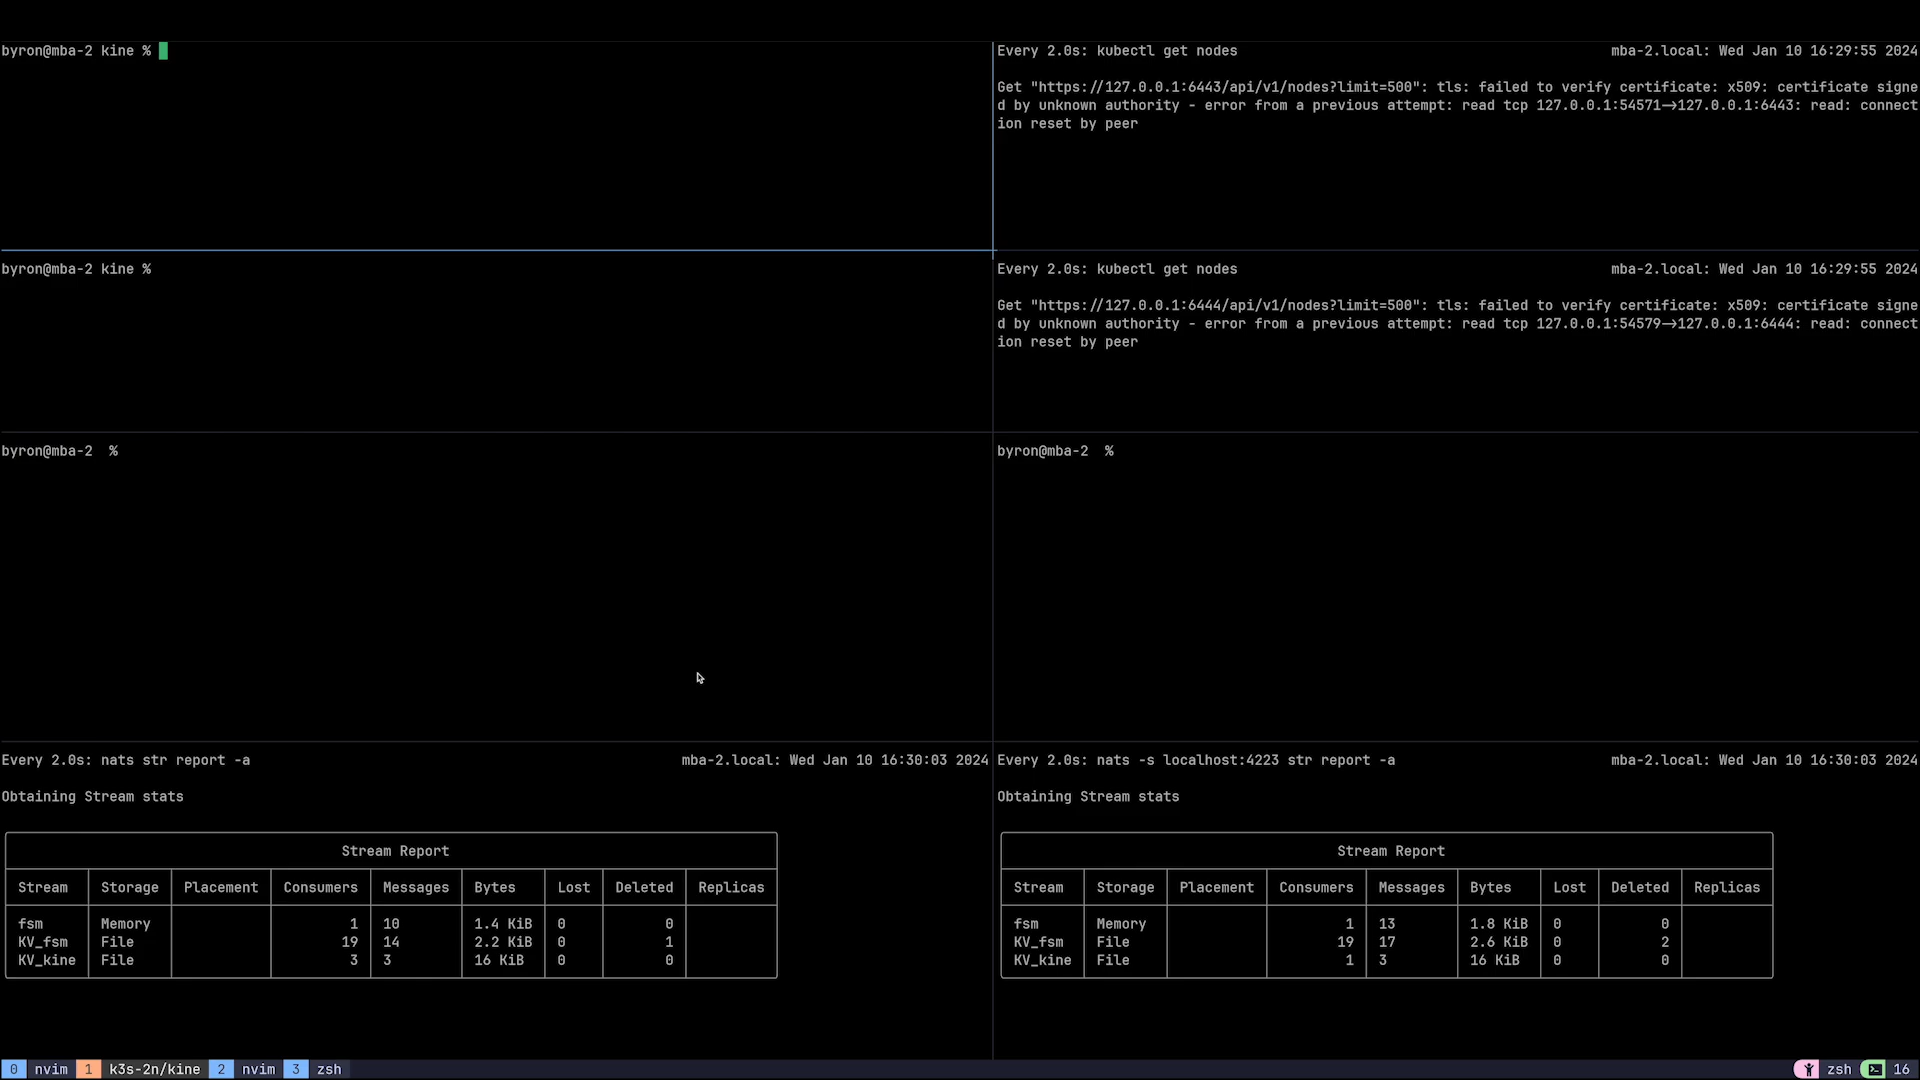 byron@mba-2 kine %
Every 2.0s: kubectl get nodes mba-2.local: Wed Jan 10 16:29:55 2024
Get "https://127.0.0.1:6443/api/v1/nodes?limit=500": tls: failed to verify certificate: x509: certificate signe
d by unknown authority - error from a previous attempt: read tcp 127.0.0.1:54571→127.0.0.1:6443: read: connect
ion reset by peer
byron@mba-2 kine %
Every 2.0s: kubectl get nodes mba-2.local: Wed Jan 10 16:29:55 2024
Get "https://127.0.0.1:6444/api/v1/nodes?limit=500": tls: failed to verify certificate: x509: certificate signe
d by unknown authority - error from a previous attempt: read tcp 127.0.0.1:54579→127.0.0.1:6444: read: connect
ion reset by peer
byron@mba-2 %
byron@mba-2 %
Every 2.0s: nats str report -a mba-2.local: Wed Jan 10 16:30:03 2024
Obtaining Stream stats
Stream Report
Stream Storage Placement Consumers Messages Bytes Lost Deleted Replicas
fsm Memory 1 10 1.4 KiB 0 0
KV_fsm File 19 14 2.2 KiB 0 1
KV_kine File 3 3 16 KiB 0 0
Every 2.0s: nats -s localhost:4223 str report -a mba-2.local: Wed Jan 10 16:30:03 2024
Obtaining Stream stats
Stream Report
Stream Storage Placement Consumers Messages Bytes Lost Deleted Replicas
fsm Memory 1 13 1.8 KiB 0 0
KV_fsm File 19 17 2.6 KiB 0 2
KV_kine File 1 3 16 KiB 0 0
0 nvim 1 k3s-2n/kine 2 nvim 3 zsh zsh 16